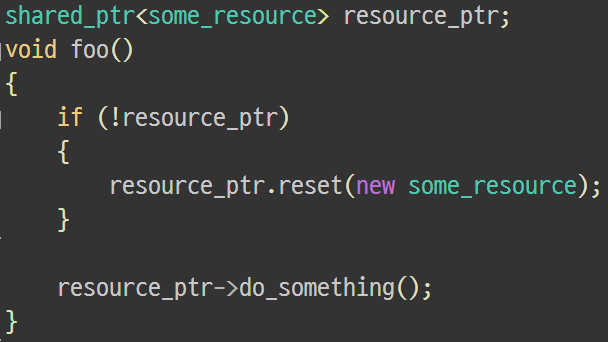 shared_ptr<some_resource> resource_ptr;
void foo()
{
    if (!resource_ptr)
    {
        resource_ptr.reset(new some_resource);
    }

    resource_ptr->do_something();
}